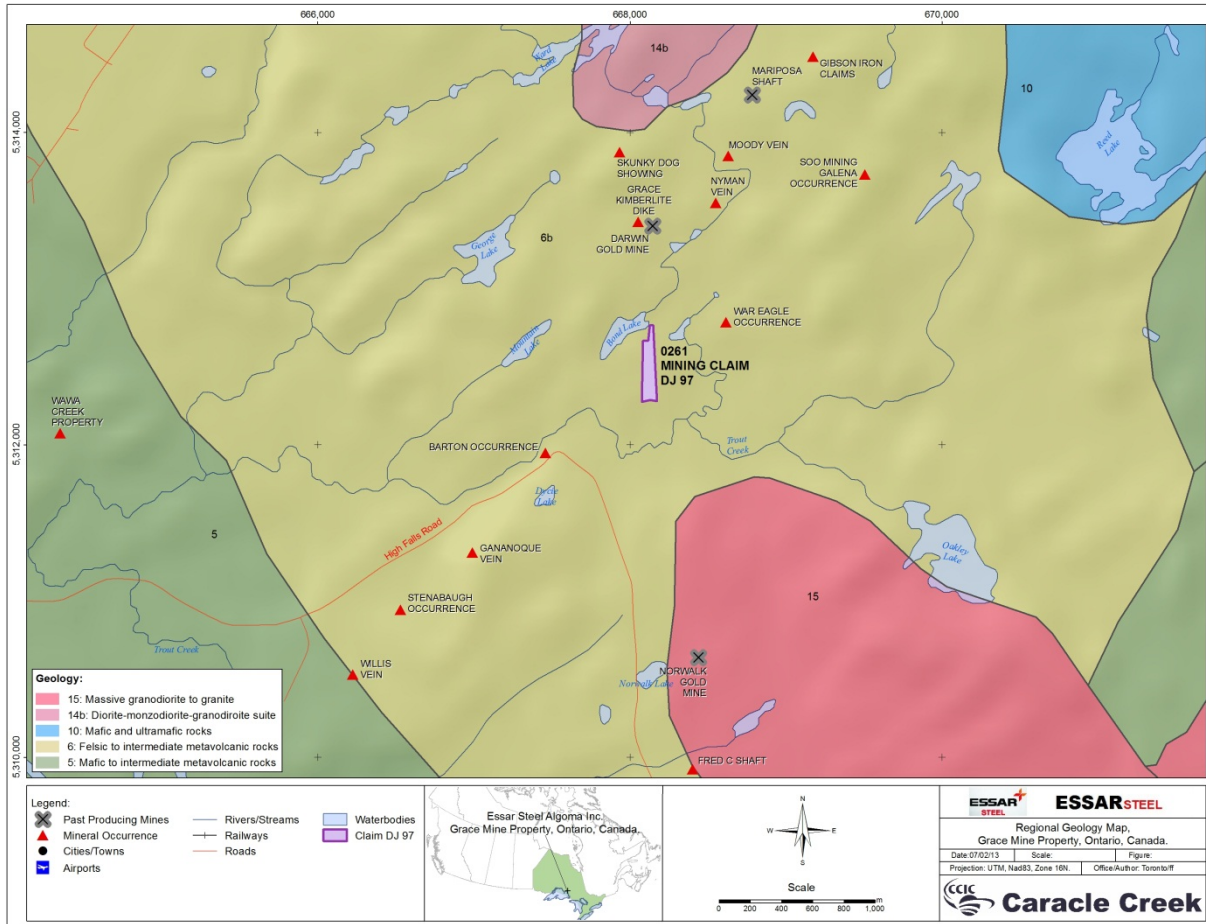 666,000
668,000
670,000
5,314,000
5,312,000
5,310,000
14b
MARIPOSA
SHAFT
GIBSON IRON
CLAIMS
10
Reed
Lake
SKUNKY DOG
SHOWING
MOODY VEIN
SOO MINING
GALENA
OCCURRENCE
GRACE
KIMBERLITE
DIKE
NYMAN
VEIN
DARWIN
GOLD MINE
6b
George
Lake
WAR EAGLE
OCCURRENCE
Mountain
Lake
0261
MINING CLAIM
DJ 97
WAWA
CREEK
PROPERTY
BARTON OCCURRENCE
Trout
Creek
High Falls Road
5
GANANOQUE
VEIN
Oakley
Lake
STENABAUGH
OCCURRENCE
15
Trout Creek
WILLIS
VEIN
Norwalk Lake
NORWALK
GOLD
MINE
FRED C SHAFT
Geology:
15: Massive granodiorite to granite
14b: Diorite-monzodiorite-granodiroite suite
10: Mafic and ultramafic rocks
6: Felsic to intermediate metavolcanic rocks
5: Mafic to intermediate metavolcanic rocks
Legend:
Past Producing Mines
Mineral Occurrence
Cities/Towns
Airports
Rivers/Streams
Railways
Roads
Waterbodies
Claim DJ 97
Essar Steel Algoma Inc.
Grace Mine Property, Ontario, Canada.
N
W E
S
Scale
0 200 400 600 800 1,000 m
ESSAR
STEEL
ESSAR STEEL
Regional Geology Map,
Grace Mine Property, Ontario, Canada.
Date:07/02/13 Scale: Figure:
Projection: UTM, Nad83, Zone 16N. Office/Author: Toronto/ff
CCIC
Caracle Creek